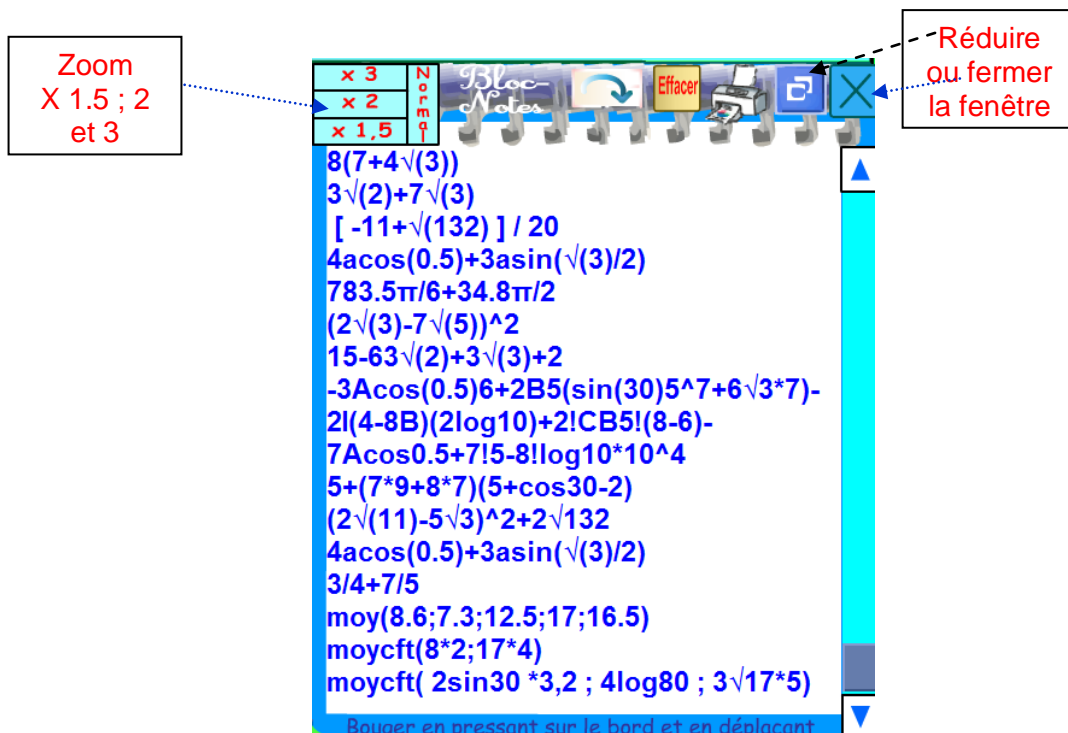 Zoom
X 1.5 ; 2
et 3
Réduire
ou fermer
la fenêtre
x 3
x 2
x 1,5
Normal
Bloc-
Notes
Effacer
8(7+4√(3))
3√(2)+7√(3)
[ -11+√(132) ] / 20
4acos(0.5)+3asin(√(3)/2)
783.5π/6+34.8π/2
(2√(3)-7√(5))^2
15-63√(2)+3√(3)+2
-3Acos(0.5)6+2B5(sin(30)5^7+6√3*7)-
2I(4-8B)(2log10)+2!CB5!(8-6)-
7Acos0.5+7!5-8!log10*10^4
5+(7*9+8*7)(5+cos30-2)
(2√(11)-5√3)^2+2√132
4acos(0.5)+3asin(√(3)/2)
3/4+7/5
moy(8.6;7.3;12.5;17;16.5)
moycft(8*2;17*4)
moycft( 2sin30 *3,2 ; 4log80 ; 3√17*5)
Bouger en pressant sur le bord et en déplaçant